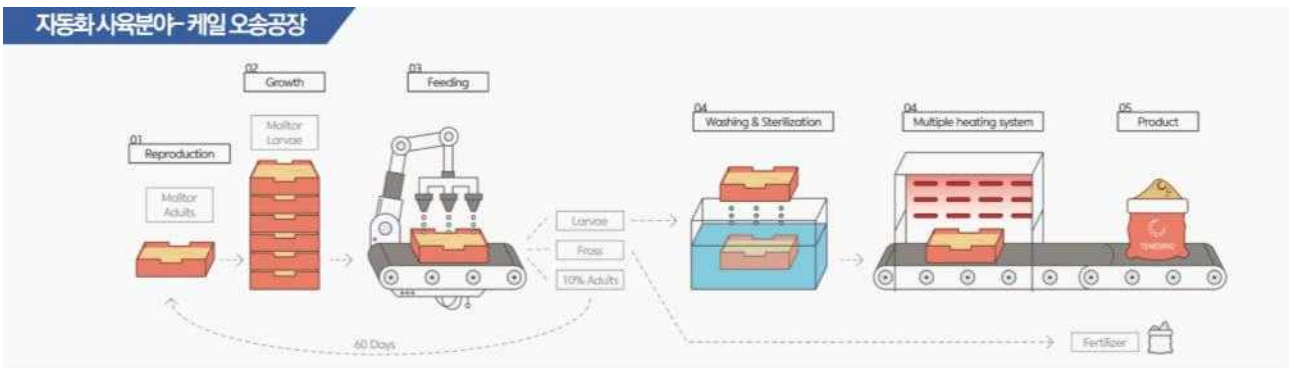 자동화 사육분야- 케일 오송공장
01
Reproduction
Molitor
Adults
02
Growth
Molitor
Larvae
03
Feeding
Larvae
Frass
10% Adults
60 Days
04
Washing & Sterilization
04
Multiple heating system
05
Product
Fertilizer